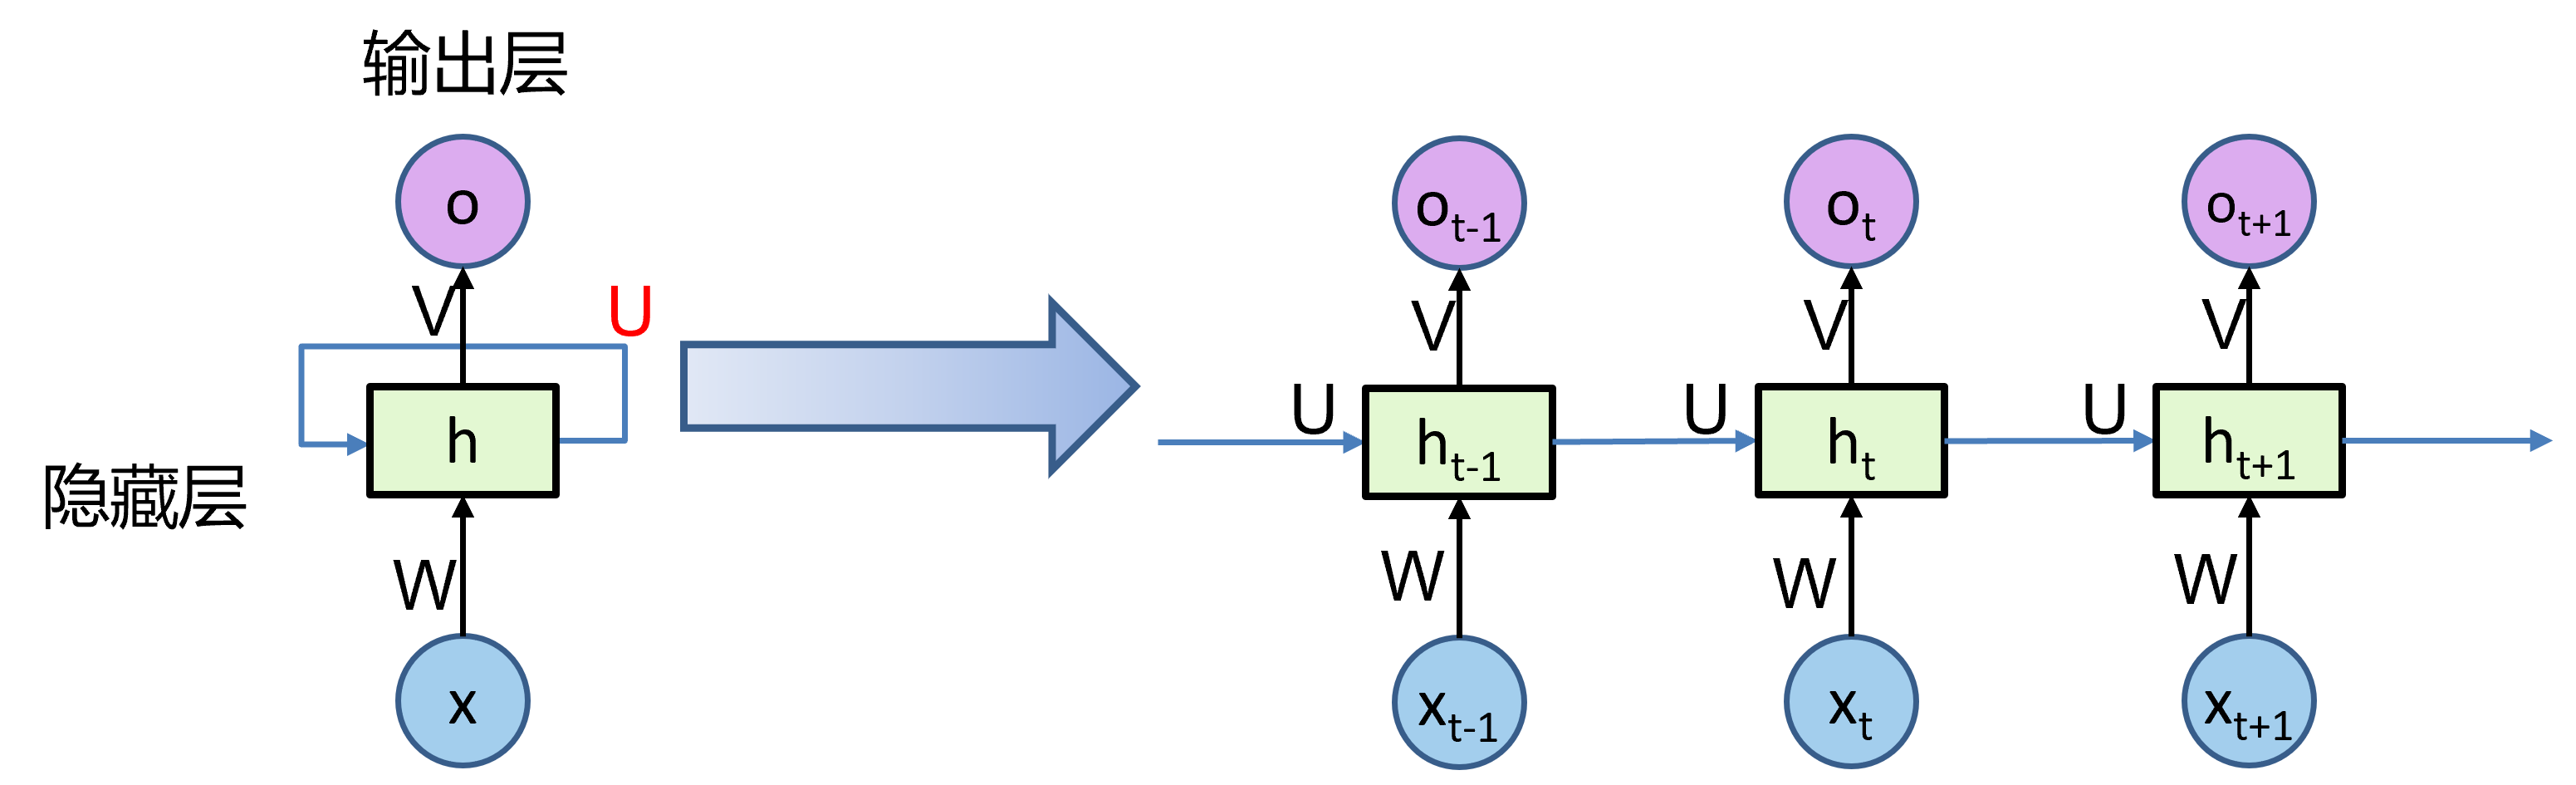 输出层
o
V
U
h
隐藏层
W
x
o_{t-1}
o_t
o_{t+1}
V
V
V
U
U
U
h_{t-1}
h_t
h_{t+1}
W
W
W
x_{t-1}
x_t
x_{t+1}